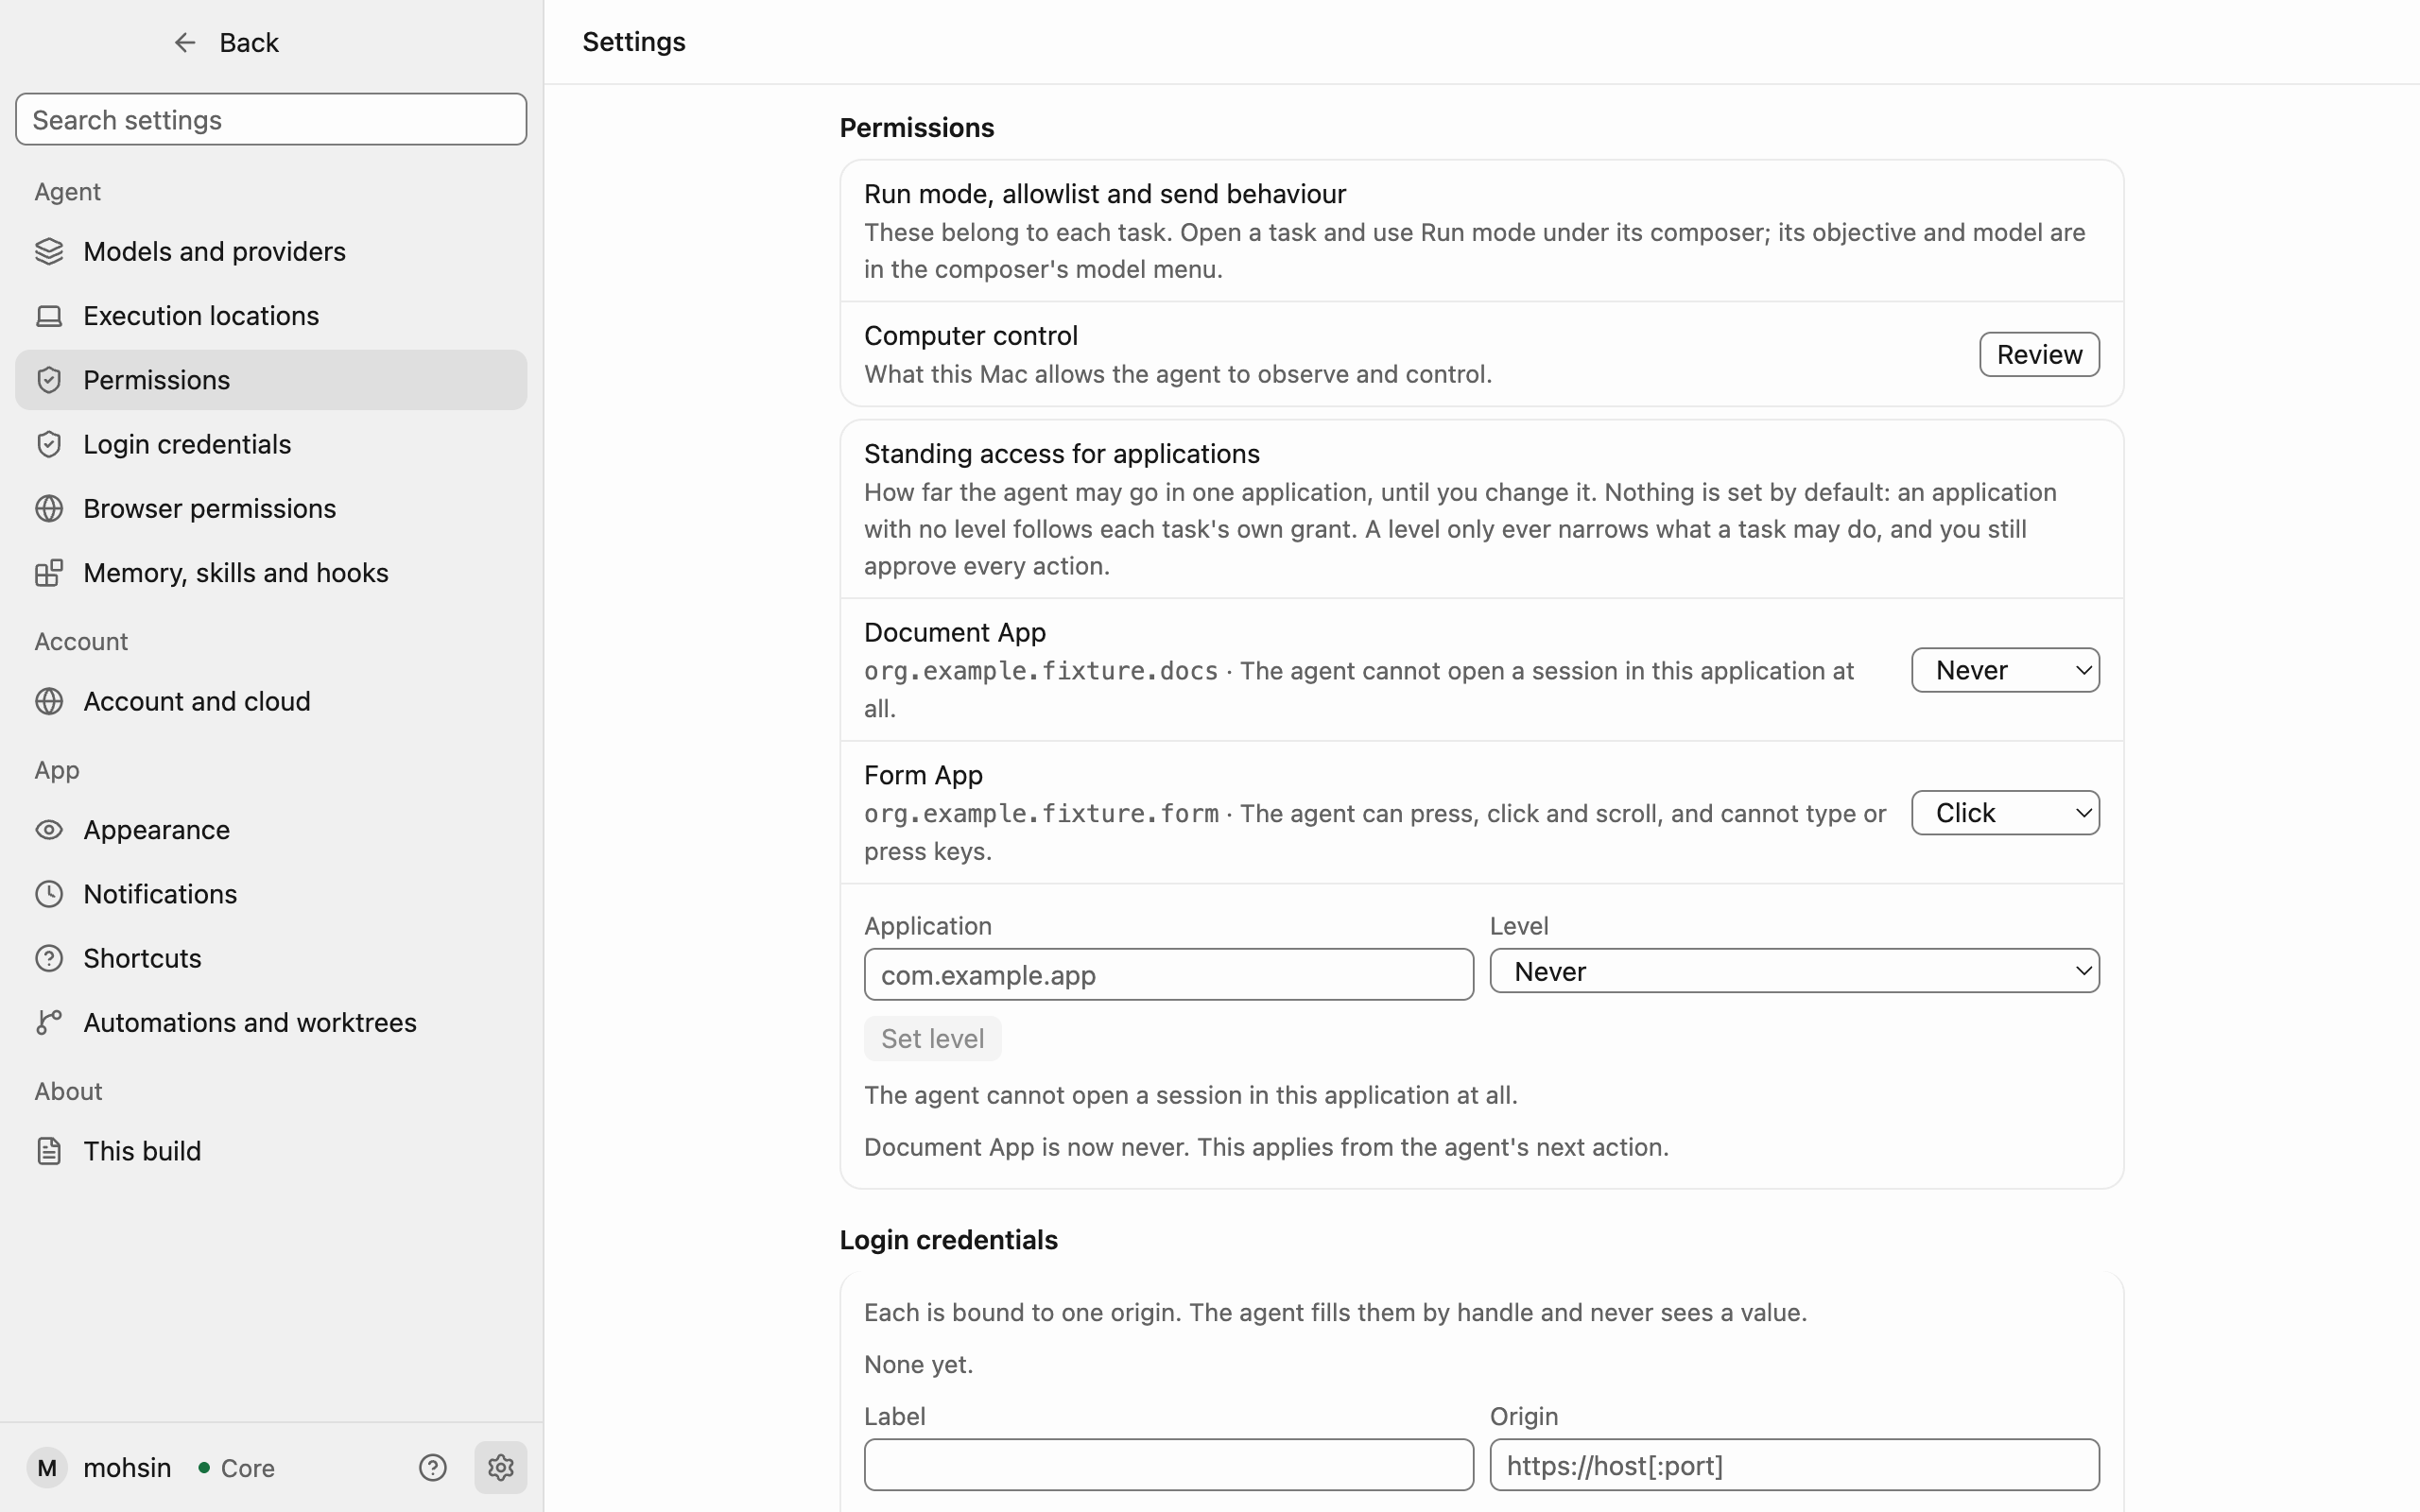 Back
Search settings
Agent
Models and providers
Execution locations
Permissions
Login credentials
Browser permissions
Memory, skills and hooks
Account
Account and cloud
App
Appearance
Notifications
Shortcuts
Automations and worktrees
About
This build
M mohsin Core
Settings
Permissions
Run mode, allowlist and send behaviour
These belong to each task. Open a task and use Run mode under its composer; its objective and model are
in the composer's model menu.
Computer control
What this Mac allows the agent to observe and control.
Review
Standing access for applications
How far the agent may go in one application, until you change it. Nothing is set by default: an application
with no level follows each task's own grant. A level only ever narrows what a task may do, and you still
approve every action.
Document App
org.example.fixture.docs · The agent cannot open a session in this application at
all.
Never
Form App
org.example.fixture.form · The agent can press, click and scroll, and cannot type or
press keys.
Click
Application
com.example.app
Level
Never
Set level
The agent cannot open a session in this application at all.
Document App is now never. This applies from the agent's next action.
Login credentials
Each is bound to one origin. The agent fills them by handle and never sees a value.
None yet.
Label
Origin
https://host[:port]